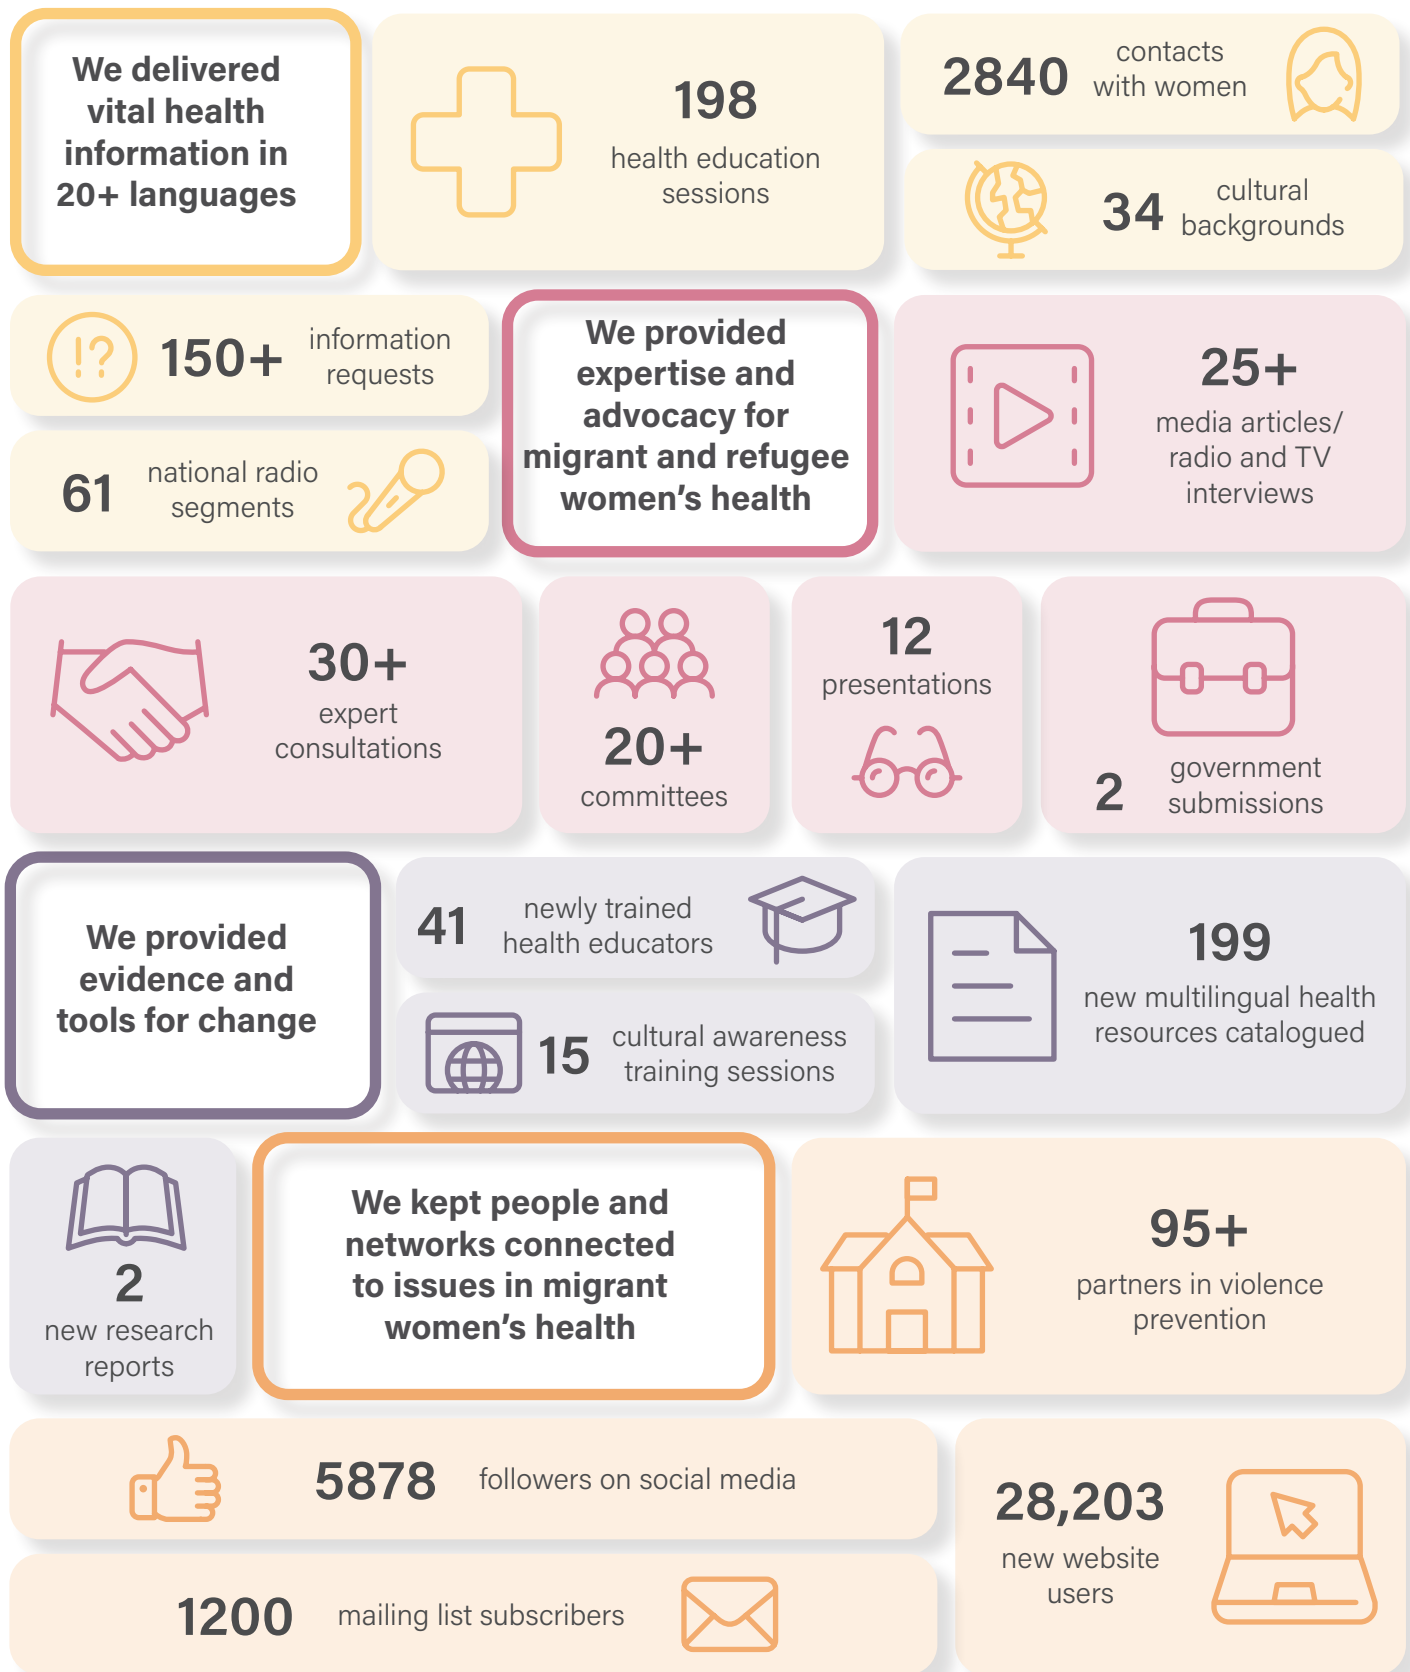 We delivered
vital health
information in
20+ languages
198
health education
sessions
2840
contacts
with women
34
cultural
backgrounds
150+
information
requests
61
national radio
segments
We provided
expertise and
advocacy for
migrant and refugee
women’s health
25+
media articles/
radio and TV
interviews
30+
expert
consultations
20+
committees
12
presentations
2
government
submissions
We provided
evidence and
tools for change
41
newly trained
health educators
15
cultural awareness
training sessions
199
new multilingual health
resources catalogued
2
new research
reports
We kept people and
networks connected
to issues in migrant
women’s health
95+
partners in violence
prevention
5878
followers on social media
1200
mailing list subscribers
28,203
new website
users